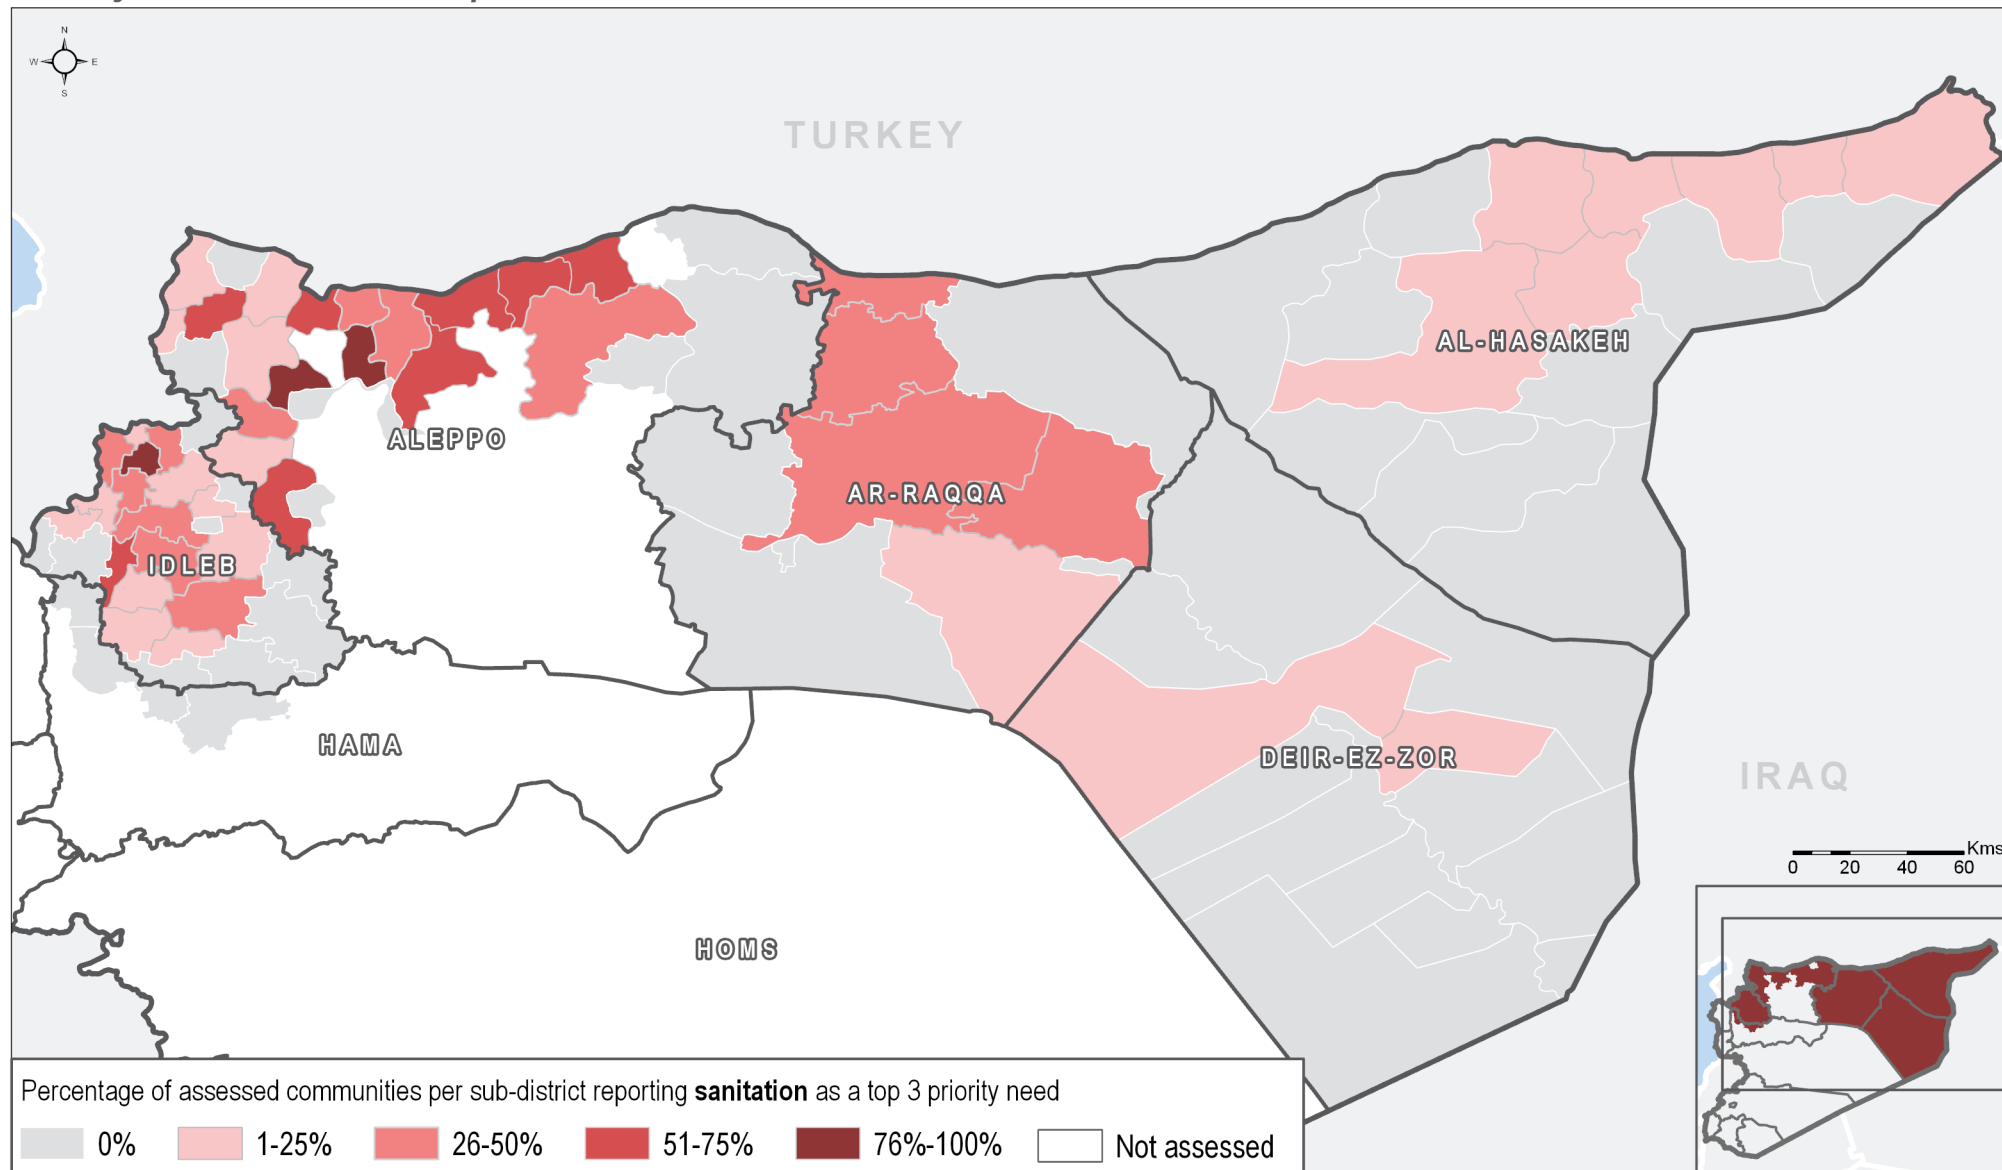 N
W E
S
TURKEY
AL-HASAKEH
ALEPPO
AR-RAQQA
IDLEB
HAMA
DEIR-EZ-ZOR
IRAQ
HOMS
Kms
0 20 40 60
Percentage of assessed communities per sub-district reporting sanitation as a top 3 priority need
0% 1-25% 26-50% 51-75% 76%-100% Not assessed